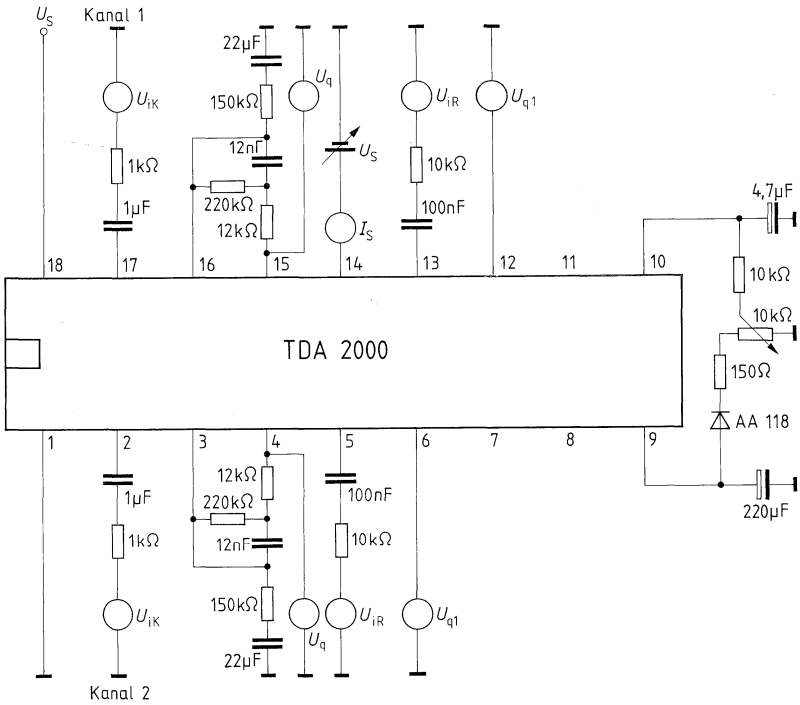 U_S
Kanal 1
22µF
U_q
U_iK
150kΩ
U_iR
U_q1
12nF
U_S
1kΩ
10kΩ
220kΩ
4,7µF
1µF
12kΩ
I_S
100nF
18 17 16 15 14 13 12 11 10
10kΩ
10kΩ
TDA 2000
150Ω
AA 118
1 2 3 4 5 6 7 8 9
12kΩ
1µF
220kΩ
100nF
220µF
1kΩ
12nF
10kΩ
150kΩ
U_iK
U_q
U_iR
U_q1
22µF
Kanal 2